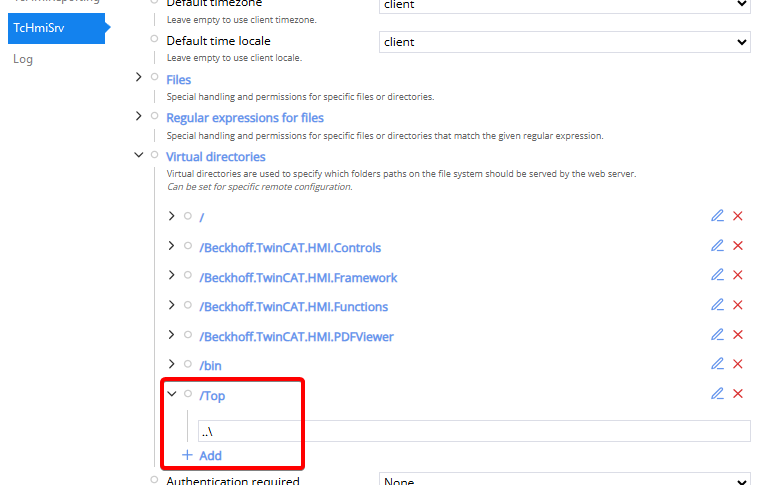 Default timezone
client
Leave empty to use client timezone.
TcHmiSrv
Default time locale
client
Leave empty to use client locale.
Log
Files
Special handling and permissions for specific files or directories.
Regular expressions for files
Special handling and permissions for specific files or directories that match the given regular expression.
Virtual directories
Virtual directories are used to specify which folders paths on the file system should be served by the web server.
Can be set for specific remote configuration.
/
/Beckhoff.TwinCAT.HMI.Controls
/Beckhoff.TwinCAT.HMI.Framework
/Beckhoff.TwinCAT.HMI.Functions
/Beckhoff.TwinCAT.HMI.PDFViewer
/bin
/Top
..\
+ Add
Authentication required
None